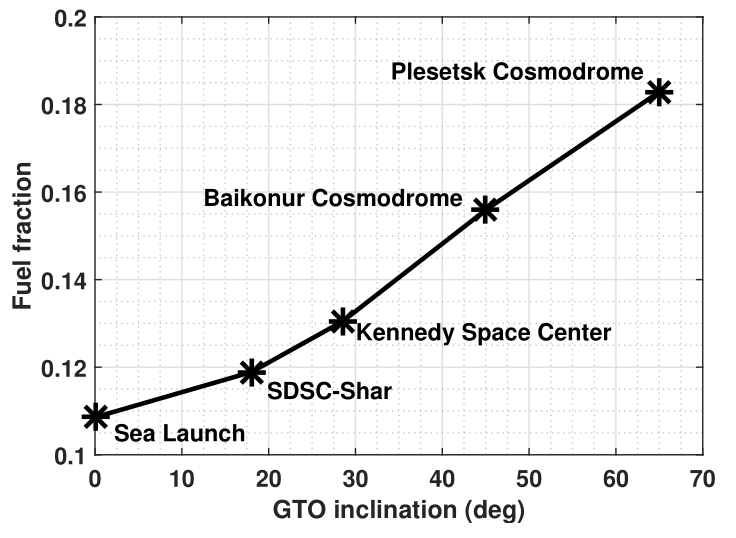 0.2
Plesetsk Cosmodrome
0.18
Baikonur Cosmodrome
0.16
Fuel fraction
0.14
Kennedy Space Center
0.12
SDSC-Shar
Sea Launch
0.1
0 10 20 30 40 50 60 70
GTO inclination (deg)